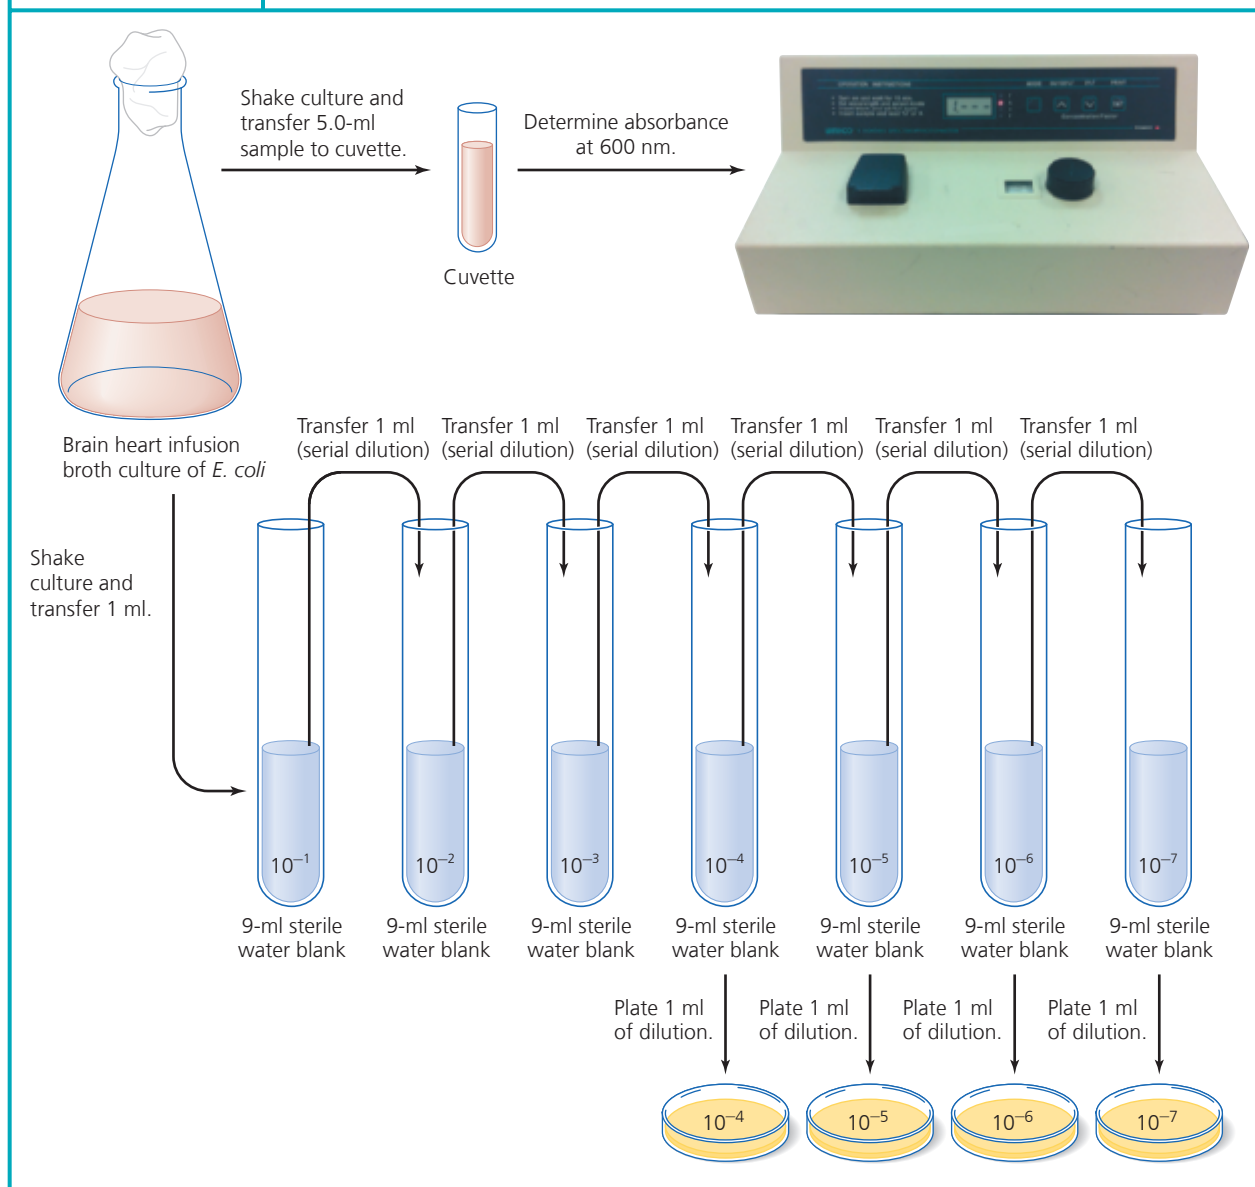 Shake culture and
transfer 5.0-ml
sample to cuvette.
Determine absorbance
at 600 nm.
Cuvette
Brain heart infusion
broth culture of E. coli
Shake
culture and
transfer 1 ml.
Transfer 1 ml
(serial dilution)
Transfer 1 ml
(serial dilution)
Transfer 1 ml
(serial dilution)
Transfer 1 ml
(serial dilution)
Transfer 1 ml
(serial dilution)
Transfer 1 ml
(serial dilution)
10⁻¹
10⁻²
10⁻³
10⁻⁴
10⁻⁵
10⁻⁶
10⁻⁷
9-ml sterile
water blank
9-ml sterile
water blank
9-ml sterile
water blank
9-ml sterile
water blank
9-ml sterile
water blank
9-ml sterile
water blank
9-ml sterile
water blank
Plate 1 ml
of dilution.
Plate 1 ml
of dilution.
Plate 1 ml
of dilution.
Plate 1 ml
of dilution.
10⁻⁴
10⁻⁵
10⁻⁶
10⁻⁷